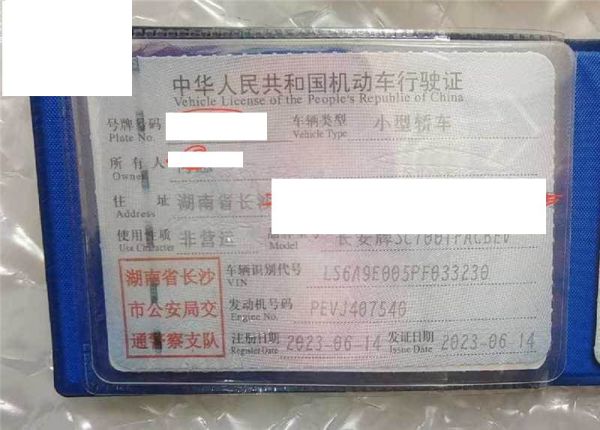 中华人民共和国机动车行驶证
Vehicle License of the People's Republic of China
号牌号码 车辆类型 小型轿车
Plate No. Vehicle Type
所有人
Owner
住址 湖南省长沙
Address
使用性质 非营运
Use Character Model 长安牌SC7001PACBEV
湖南省长沙
市公安局交
通警察支队
车辆识别代号 LS6A9E005PF033230
VIN
发动机号码 PEVJ407540
Engine No.
注册日期 2023-06-14 发证日期 2023-06-14
Register Date Issue Date